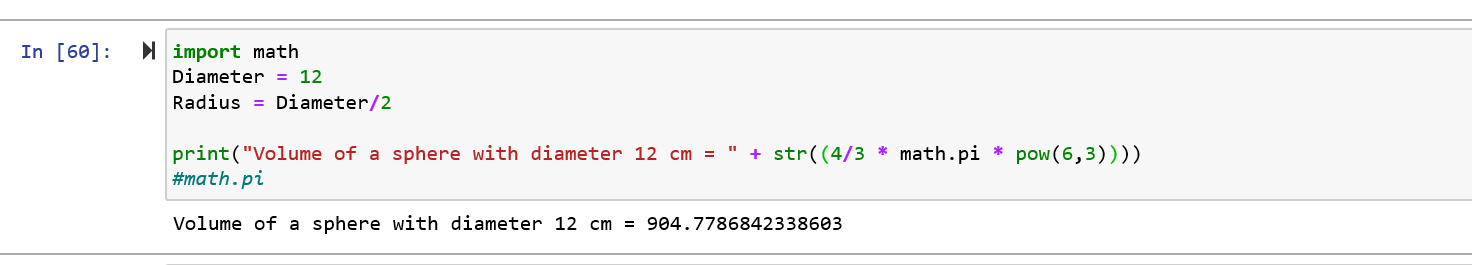 In [60]:
import math
Diameter = 12
Radius = Diameter/2
print("Volume of a sphere with diameter 12 cm = " + str((4/3 * math.pi * pow(6,3))))
#math.pi
Volume of a sphere with diameter 12 cm = 904.7786842338603